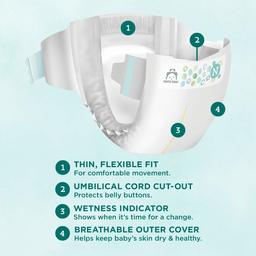 1
2
4
3
1 THIN, FLEXIBLE FIT
For comfortable movement.
2 UMBILICAL CORD CUT-OUT
Protects belly buttons.
3 WETNESS INDICATOR
Shows when it's time for a change.
4 BREATHABLE OUTER COVER
Helps keep baby's skin dry & healthy.